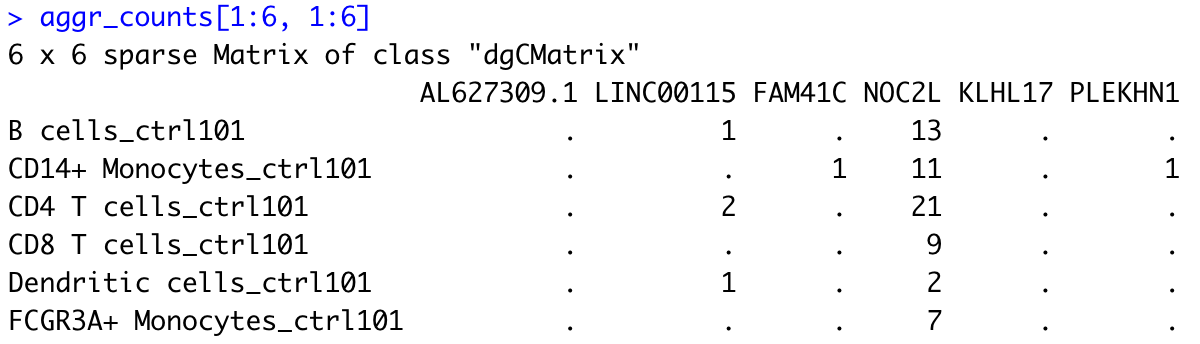 > aggr_counts[1:6, 1:6]
6 x 6 sparse Matrix of class "dgCMatrix"
AL627309.1 LINC00115 FAM41C NOC2L KLHL17 PLEKHN1
B cells_ctrl101 . 1 . 13 . .
CD14+ Monocytes_ctrl101 . . 1 11 . 1
CD4 T cells_ctrl101 . 2 . 21 . .
CD8 T cells_ctrl101 . . . 9 . .
Dendritic cells_ctrl101 . 1 . 2 . .
FCGR3A+ Monocytes_ctrl101 . . . 7 . .